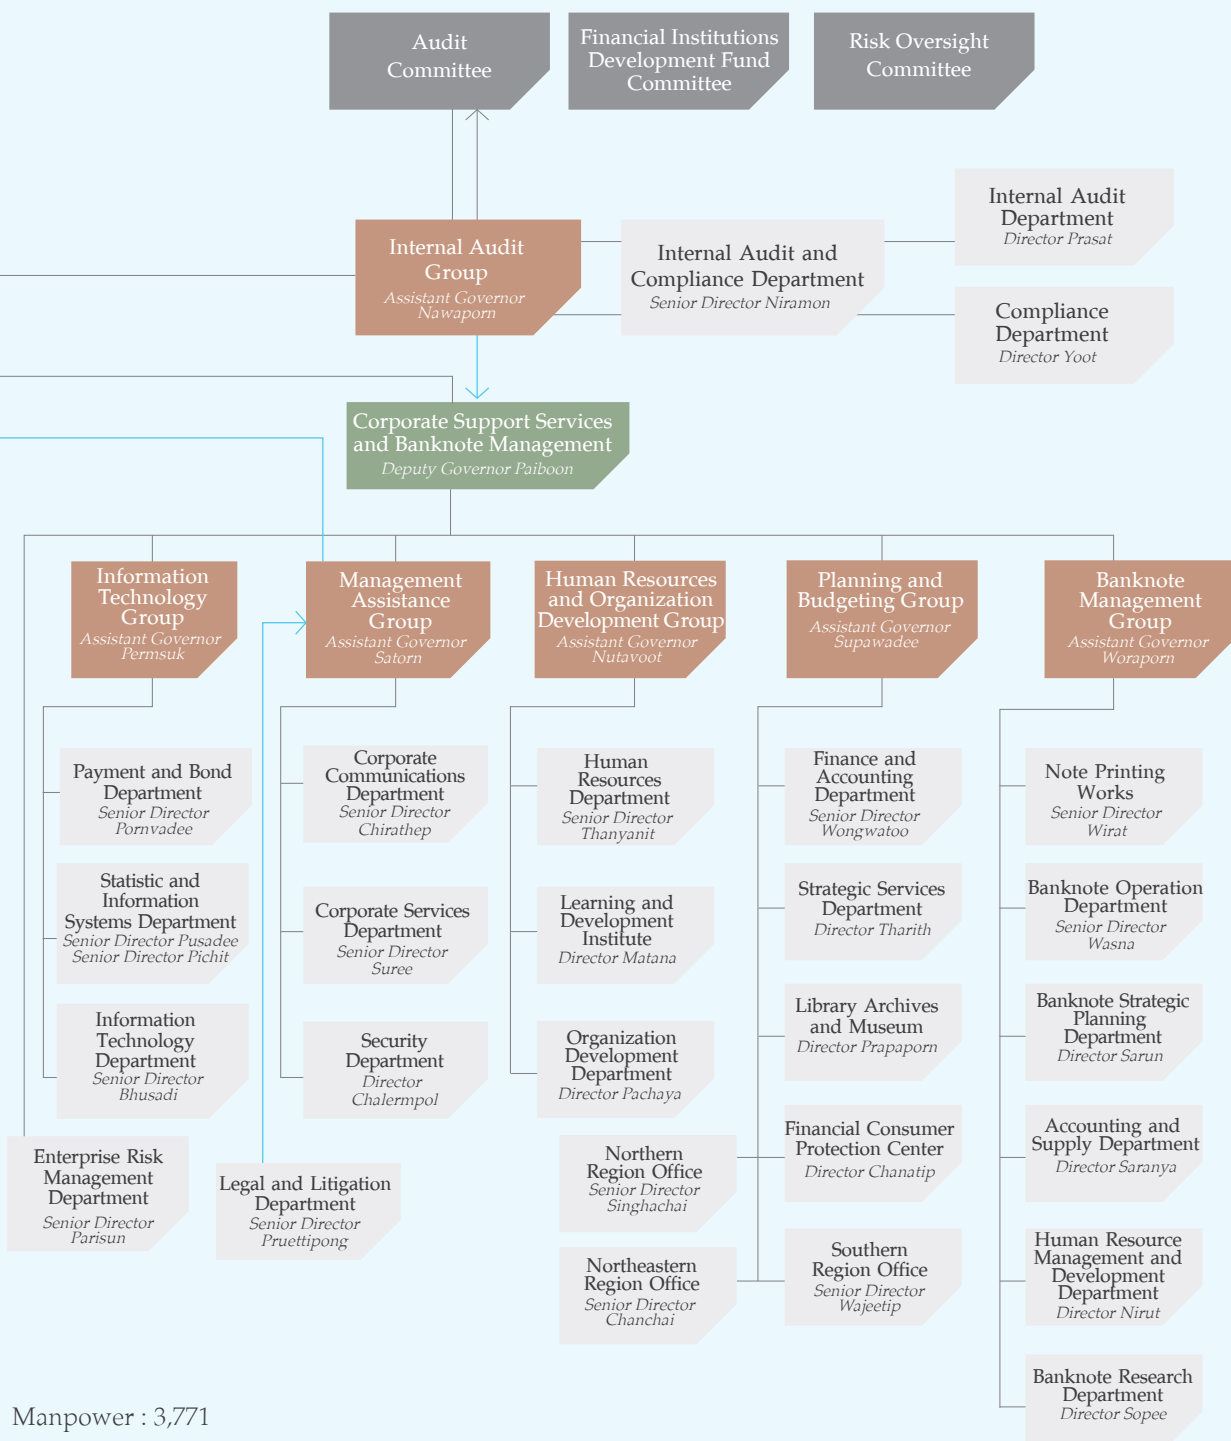 Audit
Committee
Financial Institutions
Development Fund
Committee
Risk Oversight
Committee
Internal Audit
Group
Assistant Governor
Nawaporn
Internal Audit and
Compliance Department
Senior Director Niramon
Internal Audit
Department
Director Prasat
Compliance
Department
Director Yoot
Corporate Support Services
and Banknote Management
Deputy Governor Paiboon
Information
Technology
Group
Assistant Governor
Permsuk
Management
Assistance
Group
Assistant Governor
Satorn
Human Resources
and Organization
Development Group
Assistant Governor
Nutavoot
Planning and
Budgeting Group
Assistant Governor
Supawadee
Banknote
Management
Group
Assistant Governor
Woraporn
Payment and Bond
Department
Senior Director
Pornvadee
Statistic and
Information
Systems Department
Senior Director Pusadee
Senior Director Pichit
Information
Technology
Department
Senior Director
Bhusadi
Enterprise Risk
Management
Department
Senior Director
Parisun
Corporate
Communications
Department
Senior Director
Chirathep
Corporate Services
Department
Senior Director
Suree
Security
Department
Director
Chalermpol
Legal and Litigation
Department
Senior Director
Pruettipong
Human
Resources
Department
Senior Director
Thanyanit
Learning and
Development
Institute
Director Matana
Organization
Development
Department
Director Pachaya
Northern
Region Office
Senior Director
Singhachai
Northeastern
Region Office
Senior Director
Chanchai
Finance and
Accounting
Department
Senior Director
Wongwatoo
Strategic Services
Department
Director Tharith
Library Archives
and Museum
Director Prapaporn
Financial Consumer
Protection Center
Director Chanatip
Southern
Region Office
Senior Director
Wajeetip
Note Printing
Works
Senior Director
Wirat
Banknote Operation
Department
Senior Director
Wasna
Banknote Strategic
Planning
Department
Director Sarun
Accounting and
Supply Department
Director Saranya
Human Resource
Management and
Development
Department
Director Nirut
Banknote Research
Department
Director Sopee
Manpower : 3,771